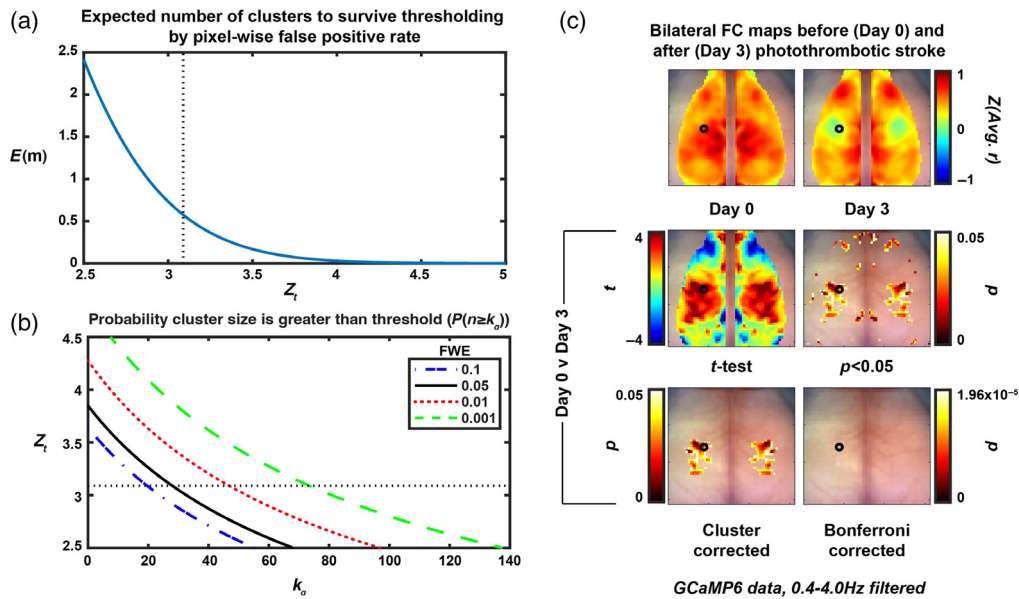 (a)
Expected number of clusters to survive thresholding
by pixel-wise false positive rate
2.5
2
1.5
E(m)
1
0.5
0
2.5
3
3.5
4
4.5
5
Zt
(b)
Probability cluster size is greater than threshold (P(n≥kα))
4.5
4
3.5
Zt
3
2.5
FWE
0.1
0.05
0.01
0.001
0
20
40
60
80
100
120
140
kα
(c)
Bilateral FC maps before (Day 0) and
after (Day 3) photothrombotic stroke
1
0
–1
Z(Avg. r)
Day 0
Day 3
Day 0 v Day 3
4
t
–4
0.05
p
0
t-test
p<0.05
0.05
p
0
1.96x10⁻⁵
p
0
Cluster
corrected
Bonferroni
corrected
GCaMP6 data, 0.4-4.0Hz filtered